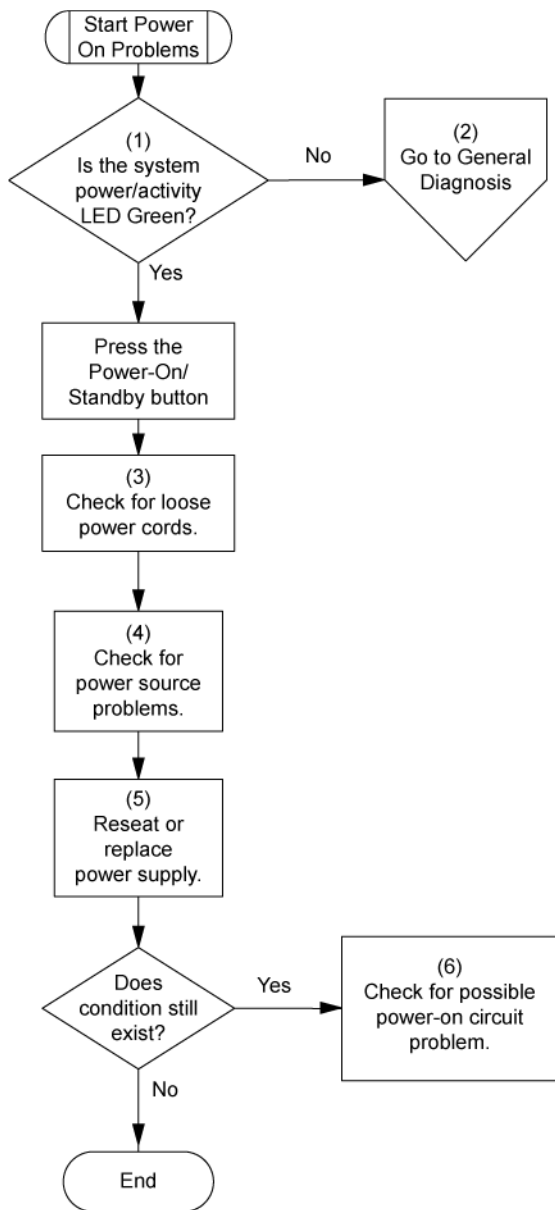 Start Power
On Problems
(1)
Is the system
power/activity
LED Green?
No
(2)
Go to General
Diagnosis
Yes
Press the
Power-On/
Standby button
(3)
Check for loose
power cords.
(4)
Check for
power source
problems.
(5)
Reseat or
replace
power supply.
Does
condition still
exist?
Yes
(6)
Check for possible
power-on circuit
problem.
No
End